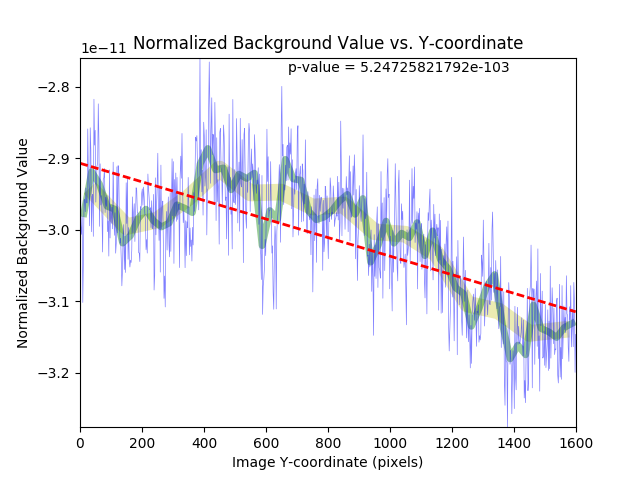 1e−11
Normalized Background Value vs. Y-coordinate
p-value = 5.24725821792e-103
−2.8
−2.9
−3.0
−3.1
−3.2
Normalized Background Value
0 200 400 600 800 1000 1200 1400 1600
Image Y-coordinate (pixels)